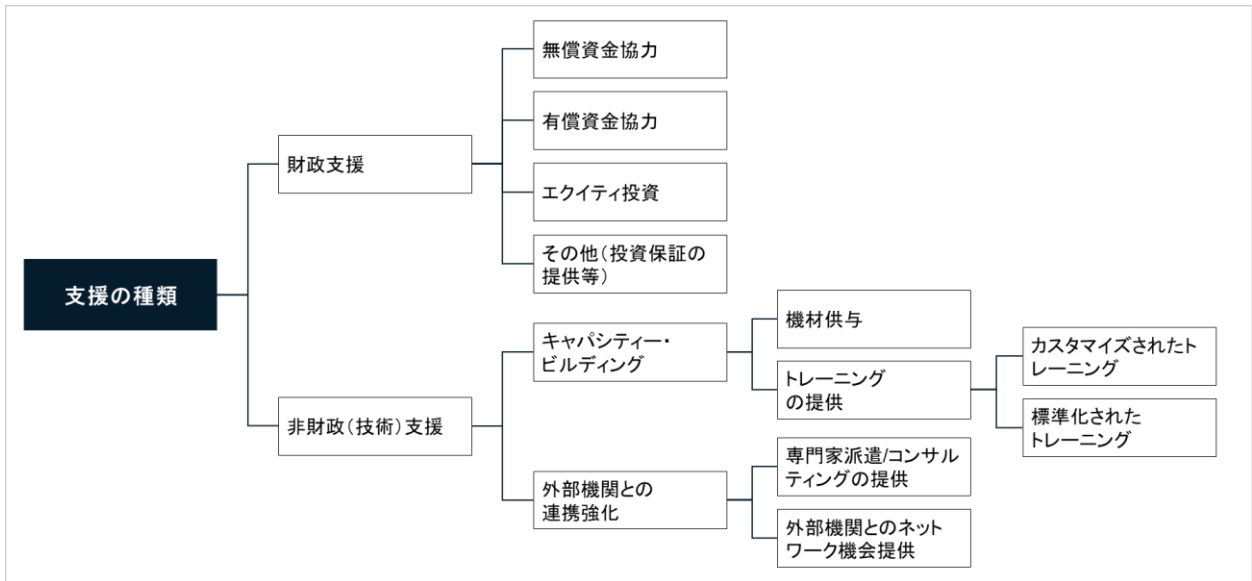 支援の種類
財政支援
無償資金協力
有償資金協力
エクイティ投資
その他（投資保証の
提供等）
非財政（技術）支援
キャパシティー・
ビルディング
機材供与
トレーニング
の提供
カスタマイズされたト
レーニング
標準化された
トレーニング
外部機関との
連携強化
専門家派遣/コンサル
ティングの提供
外部機関とのネット
ワーク機会提供